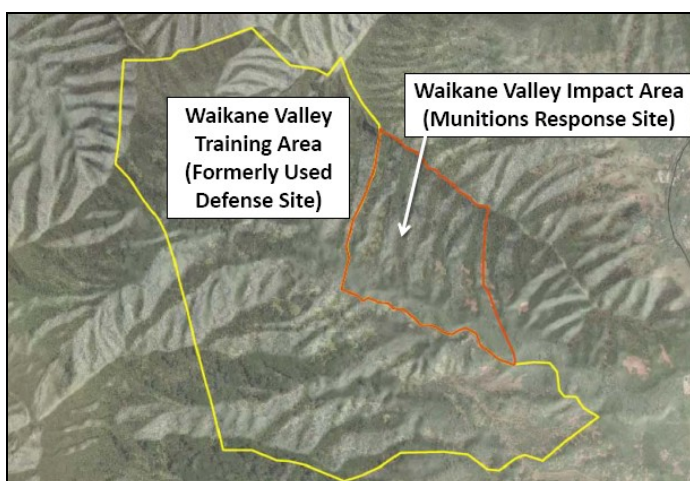 Waikane Valley
Training Area
(Formerly Used
Defense Site)
Waikane Valley Impact Area
(Munitions Response Site)